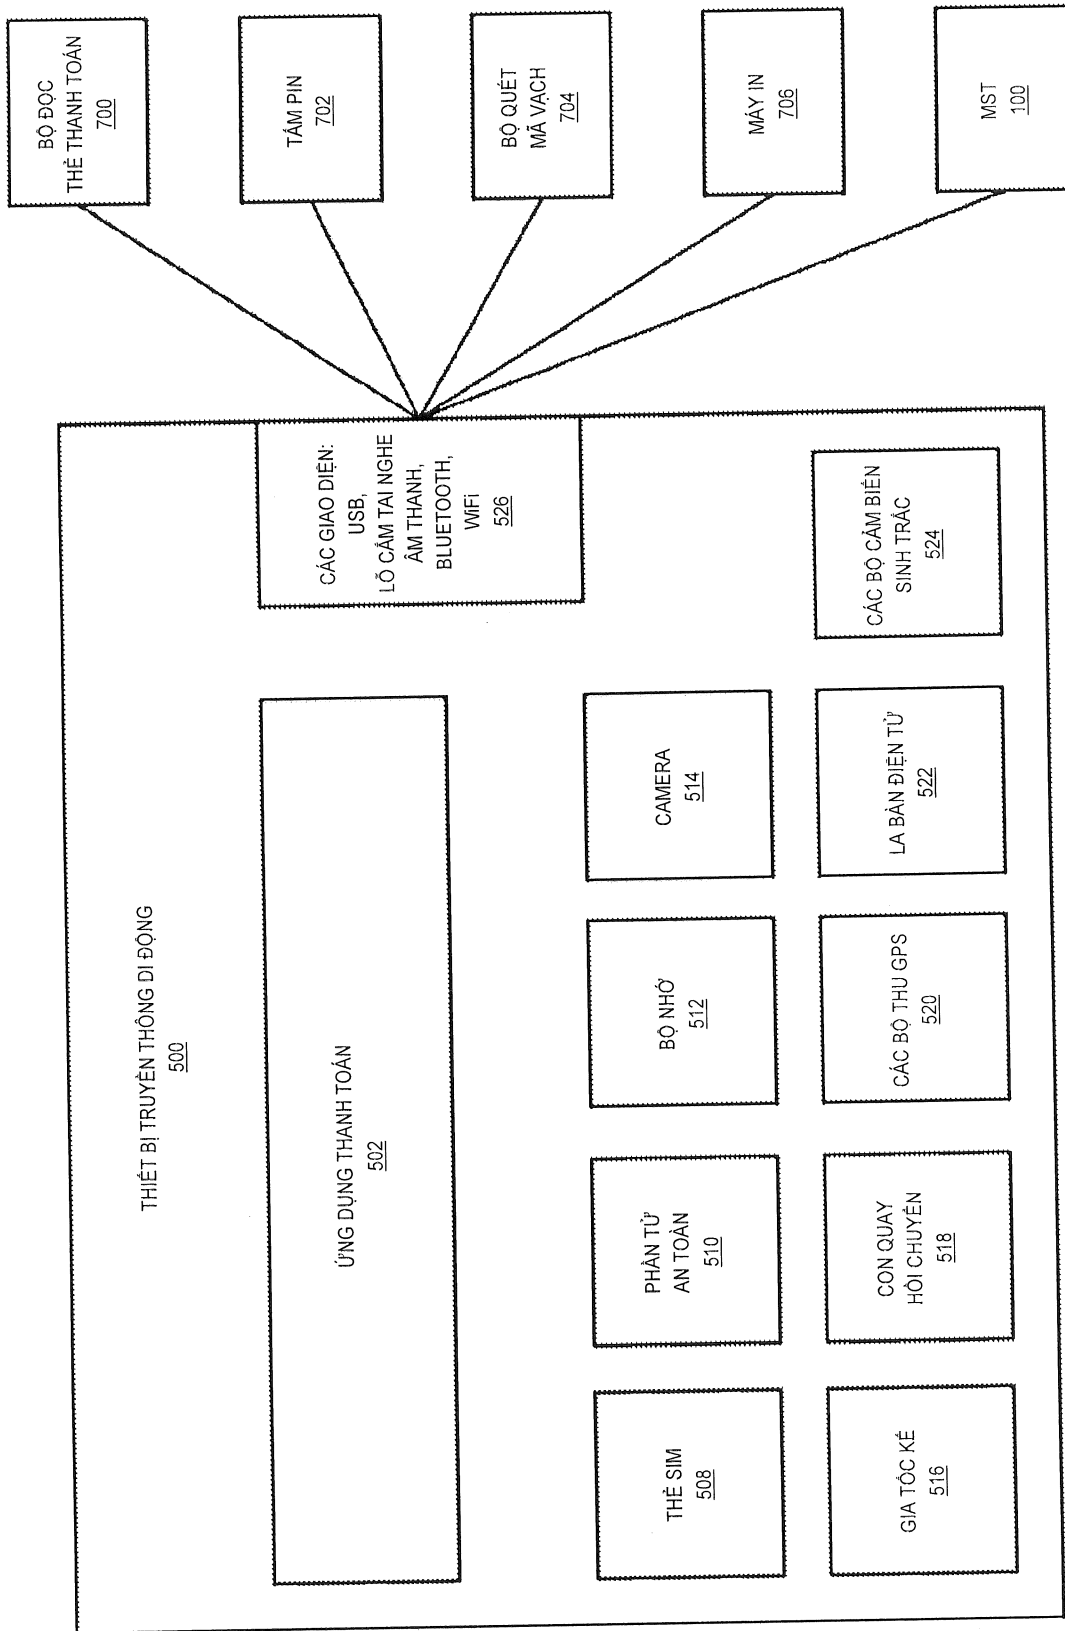 THIẾT BỊ TRUYỀN THÔNG DI ĐỘNG
500
ỨNG DỤNG THANH TOÁN
502
CÁC GIAO DIỆN:
USB,
LỖ CẮM TAI NGHE
ÂM THANH,
BLUETOOTH,
WiFi
526
THẺ SIM
508
PHẦN TỬ
AN TOÀN
510
BỘ NHỚ
512
CAMERA
514
GIA TỐC KẾ
516
CON QUAY
HỒI CHUYỂN
518
CÁC BỘ THU GPS
520
LA BÀN ĐIỆN TỬ
522
CÁC BỘ CẢM BIẾN
SINH TRẮC
524
BỘ ĐỌC
THẺ THANH TOÁN
700
TẤM PIN
702
BỘ QUÉT
MÃ VẠCH
704
MÁY IN
706
MST
100